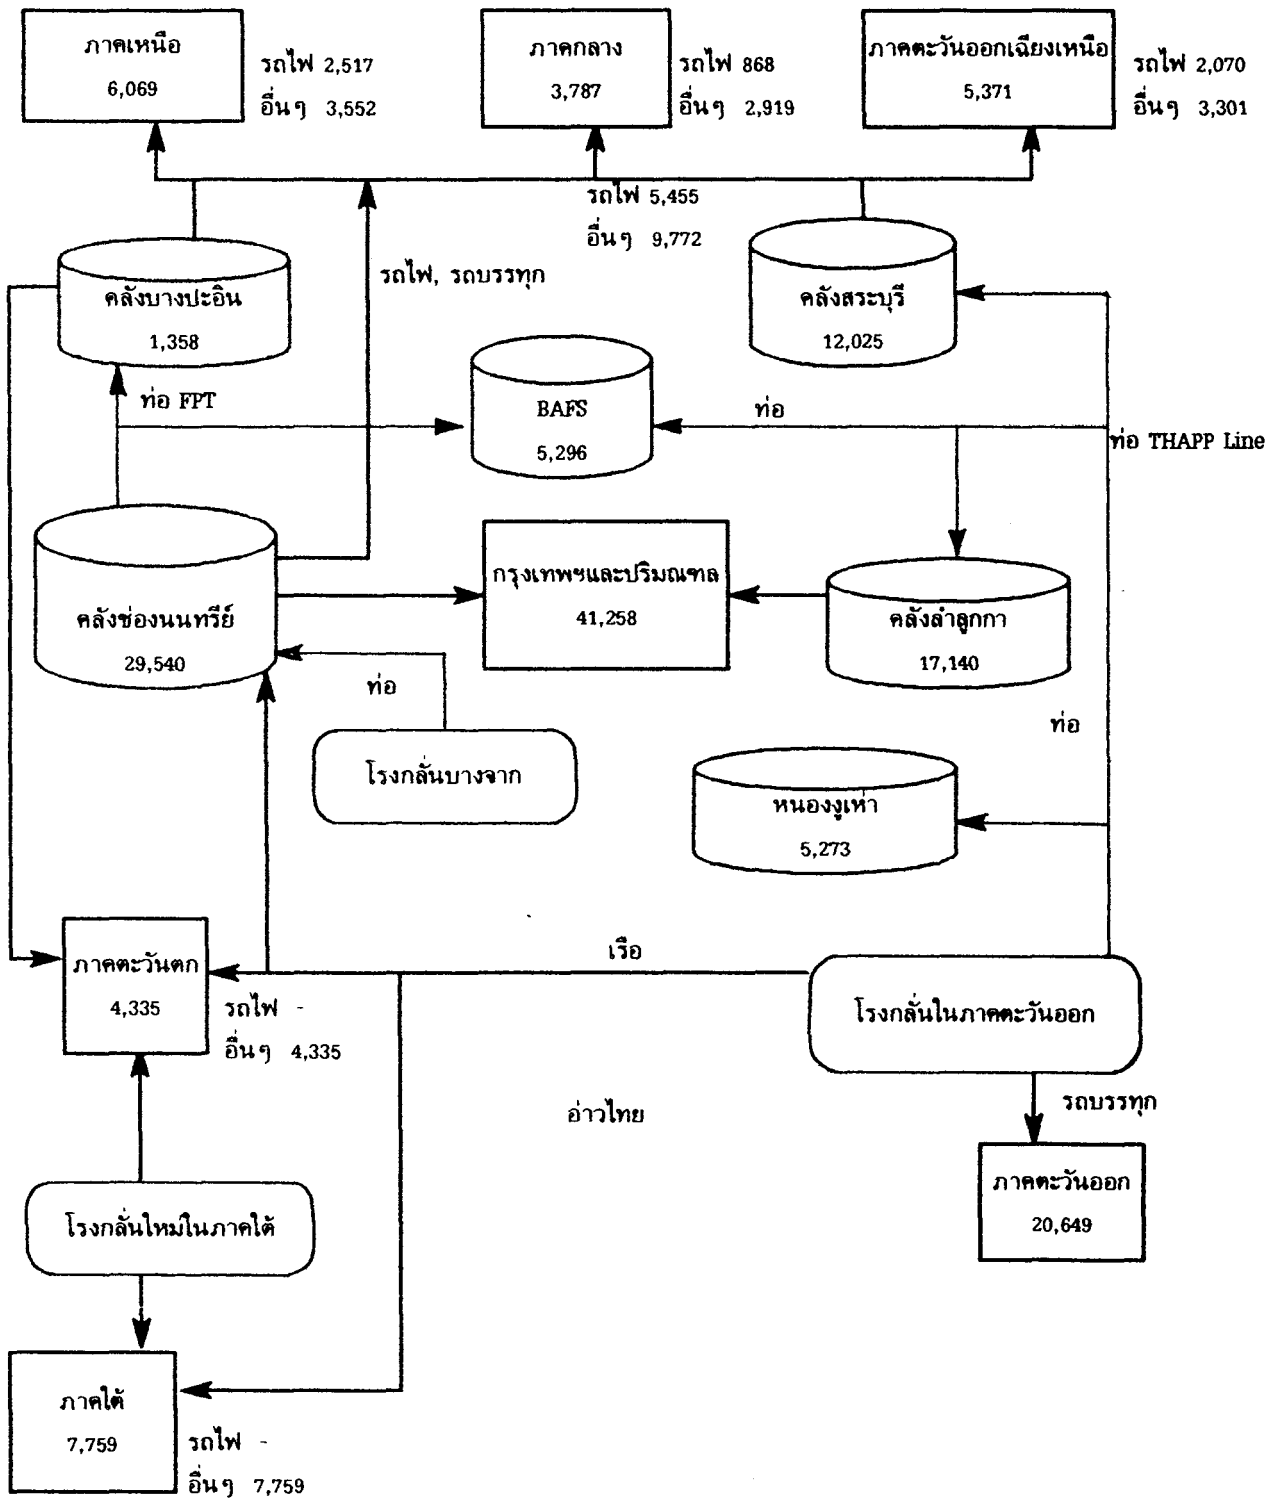 ภาคเหนือ
6,069
รถไฟ 2,517
อื่นๆ 3,552
ภาคกลาง
3,787
รถไฟ 868
อื่นๆ 2,919
ภาคตะวันออกเฉียงเหนือ
5,371
รถไฟ 2,070
อื่นๆ 3,301
รถไฟ 5,455
อื่นๆ 9,772
คลังบางปะอิน
1,358
รถไฟ, รถบรรทุก
คลังสระบุรี
12,025
ท่อ FPT
BAFS
5,296
ท่อ
ท่อ THAPP Line
คลังช่องนนทรีย์
29,540
กรุงเทพฯและปริมณฑล
41,258
คลังลำลูกกา
17,140
ท่อ
ท่อ
โรงกลั่นบางจาก
หนองงูเห่า
5,273
เรือ
ภาคตะวันตก
4,335
รถไฟ -
อื่นๆ 4,335
โรงกลั่นในภาคตะวันออก
อ่าวไทย
รถบรรทุก
ภาคตะวันออก
20,649
โรงกลั่นใหม่ในภาคใต้
ภาคใต้
7,759
รถไฟ -
อื่นๆ 7,759